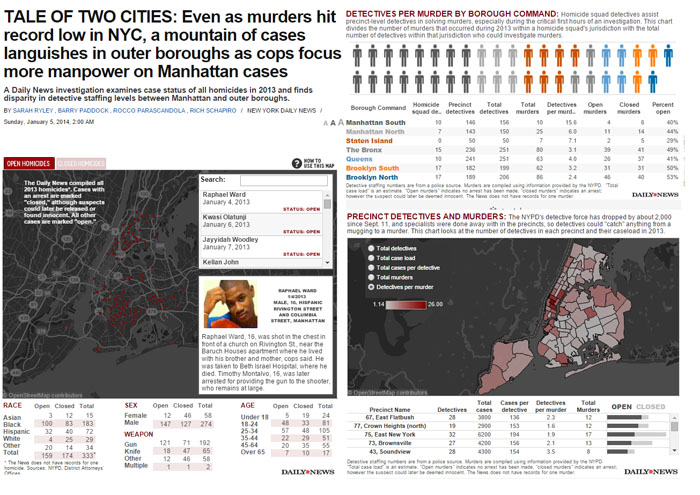 TALE OF TWO CITIES: Even as murders hit
record low in NYC, a mountain of cases
languishes in outer boroughs as cops focus
more manpower on Manhattan cases
A Daily News investigation examines case status of all homicides in 2013 and finds
disparity in detective staffing levels between Manhattan and outer boroughs.
BY SARAH RYLEY / BARRY PADDOCK / ROCCO PARASCANDOLA / RICH SCHAPIRO / NEW YORK DAILY NEWS /
Sunday, January 5, 2014, 2:00 AM
A A A
OPEN HOMICIDES CLOSED HOMICIDES
? HOW TO USE THIS MAP
The Daily News compiled all
2013 homicides*. Cases with
an arrest are marked
"closed," although suspects
could later be released or
found innocent. All other
cases are marked "open."
Search:
Raphael Ward
January 4, 2013
STATUS: OPEN
Kwasi Olatunji
January 6, 2013
STATUS: OPEN
Jayyidah Woodley
January 7, 2013
STATUS: OPEN
Kellan John
RAPHAEL WARD
1/4/2013
MALE, 16, HISPANIC
RIVINGTON STREET
AND COLUMBIA
STREET, MANHATTAN
Raphael Ward, 16, was shot in the chest in
front of a church on Rivington St., near the
Baruch Houses apartment where he lived
with his brother and mother, cops said. He
was taken to Beth Israel Hospital, where he
died. Timothy Montalvo, 16, was later
arrested for providing the gun to the shooter,
who remains at large.
© OpenStreetMap contributors
RACE Open Closed Total
Asian 3 12 15
Black 100 83 183
Hispanic 32 40 72
White 4 25 29
Other 20 14 34
Total 159 174 333*
* The News does not have records for one
homicide. Sources: NYPD, District Attorneys'
Offices.
SEX Open Closed Total
Female 12 46 58
Male 147 127 274
WEAPON
Gun 121 71 192
Knife 18 47 65
Other 12 46 58
Multiple 1 1 2
AGE Open Closed Total
Under 18 5 19 24
18-24 48 33 81
25-34 57 48 105
35-44 22 29 51
45-64 20 35 55
Over 65 7 10 17
DAILY NEWS
DETECTIVES PER MURDER BY BOROUGH COMMAND: Homicide squad detectives assist
precinct-level detectives in solving murders, especially during the critical first hours of an investigation. This chart
divides the number of murders that occurred during 2013 within a homicide squad's jurisdiction with the total
number of detectives within that jurisdiction who could investigate murders.
Borough Command Homicide squad de.. Precinct detectives Total detectives Total murders Detectives per murd.. Open murders Closed murders Percent open
Manhattan South 10 146 156 10 15.6 4 6 40%
Manhattan North 7 143 150 25 6.0 11 14 44%
Staten Island 0 50 50 7 7.1 2 5 29%
The Bronx 15 236 251 80 3.1 39 41 49%
Queens 10 241 251 63 4.0 26 37 41%
Brooklyn South 17 182 199 62 3.2 31 31 50%
Brooklyn North 17 189 206 86 2.4 46 40 53%
Detective staffing numbers are from a police source. Murders are compiled using information provided by the NYPD. "Total
case load" is an estimate. "Open murders" indicates no arrest has been made, "closed murders" indicates an arrest;
however the suspect could later be deemed innocent. The News does not have records for one murder
DAILY NEWS
PRECINCT DETECTIVES AND MURDERS: The NYPD's detective force has dropped by about 2,000
since Sept. 11, and specialists were done away with in the precincts, so detectives could "catch" anything from a
mugging to a murder. This chart looks at the number of detectives in each precinct and their caseload in 2013.
Total detectives
Total case load
Total cases per detective
Total murders
Detectives per murder
1.14 26.00
© OpenStreetMap contributors
Precinct Name Detectives Total cases Cases per detective Detectives per murder Total Murders OPEN CLOSED
67, East Flatbush 28 3800 136 2.3 12
77, Crown Heights (north) 19 2900 153 1.6 12
75, East New York 32 6200 194 1.9 17
73, Brownsville 27 4200 156 2.1 13
43, Soundview 28 4300 154 3.5 8
Detective staffing numbers are from a police source. Murders are compiled using information provided by the NYPD.
"Total case load" is an estimate. "Open murders" indicates no arrest has been made, "closed murders" indicates an arrest;
however the suspect could later be deemed innocent. The News does not have records for one murder
DAILY NEWS